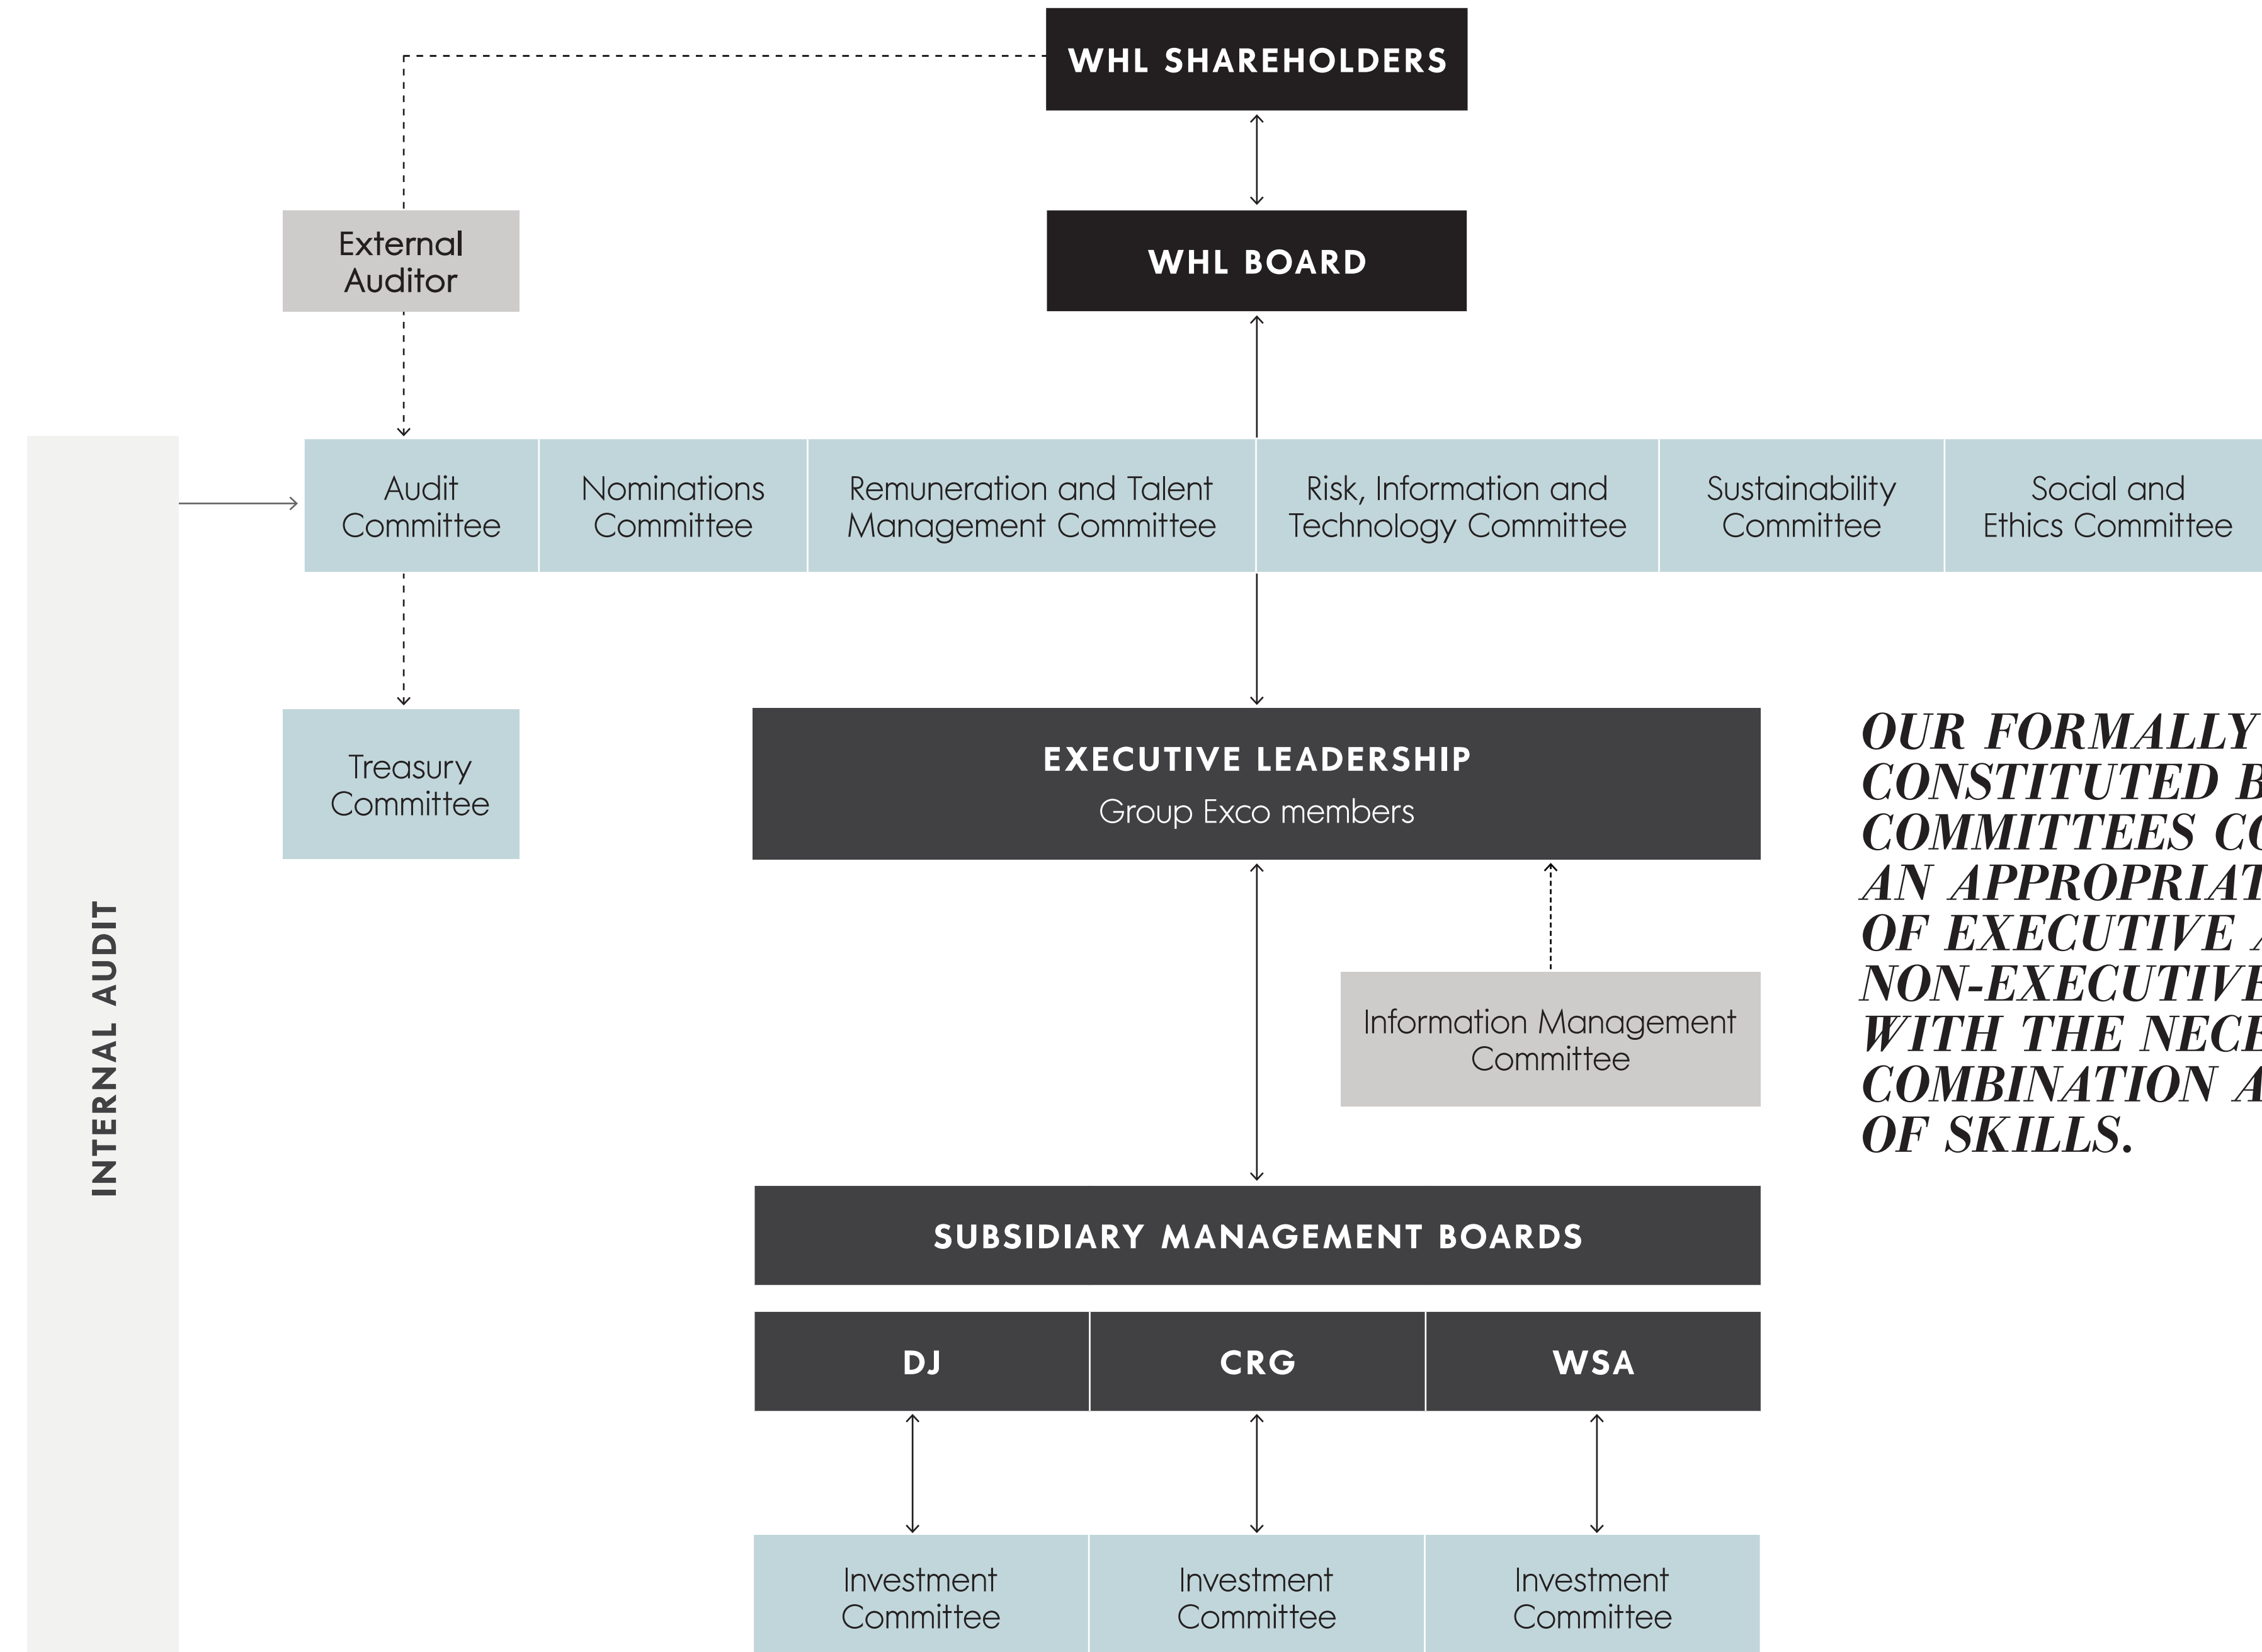 WHL SHAREHOLDERS
External
Auditor
WHL BOARD
Audit
Committee
Nominations
Committee
Remuneration and Talent
Management Committee
Risk, Information and
Technology Committee
Sustainability
Committee
Social and
Ethics Committee
Treasury
Committee
EXECUTIVE LEADERSHIP
Group Exco members
Information Management
Committee
INTERNAL AUDIT
SUBSIDIARY MANAGEMENT BOARDS
DJ
CRG
WSA
Investment
Committee
Investment
Committee
Investment
Committee
OUR FORMALLY
CONSTITUTED
COMMITTEES
AN
OF EXECUTIVE
NON-EXECUTIVE
WITH THE
COMBINATION
OF SKILLS.